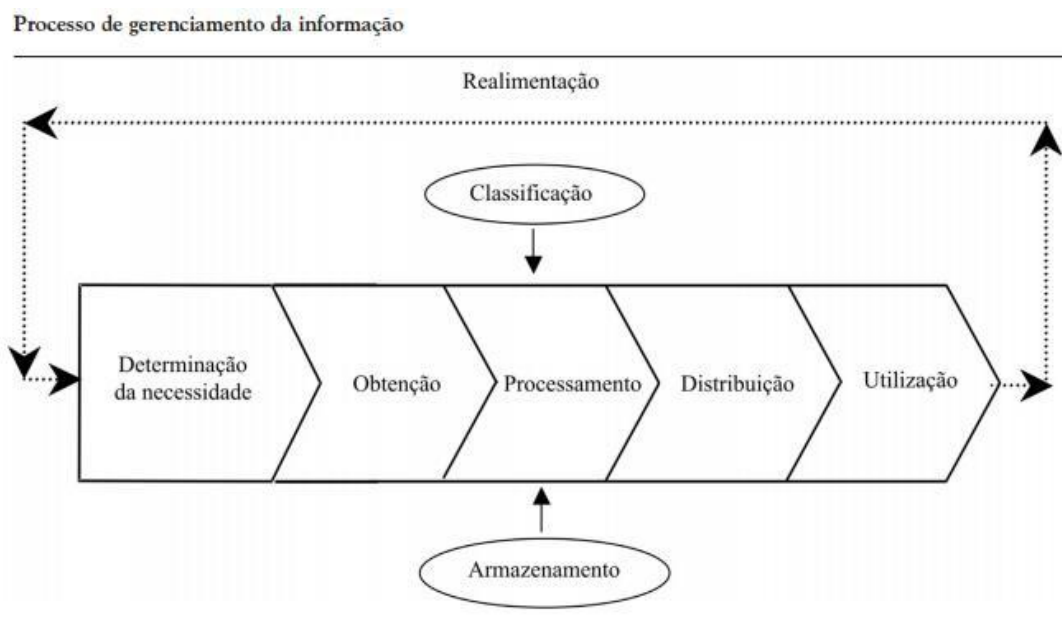 Processo de gerenciamento da informação
Realimentação
Classificação
Determinação
da necessidade
Obtenção
Processamento
Distribuição
Utilização
Armazenamento